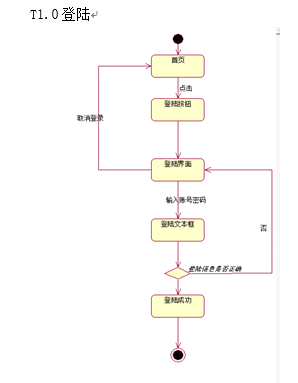 T1.0登陆
首页
点击
登陆按钮
取消登录
登陆界面
输入账号密码
登陆文本框
否
登陆信息是否正确
登陆成功